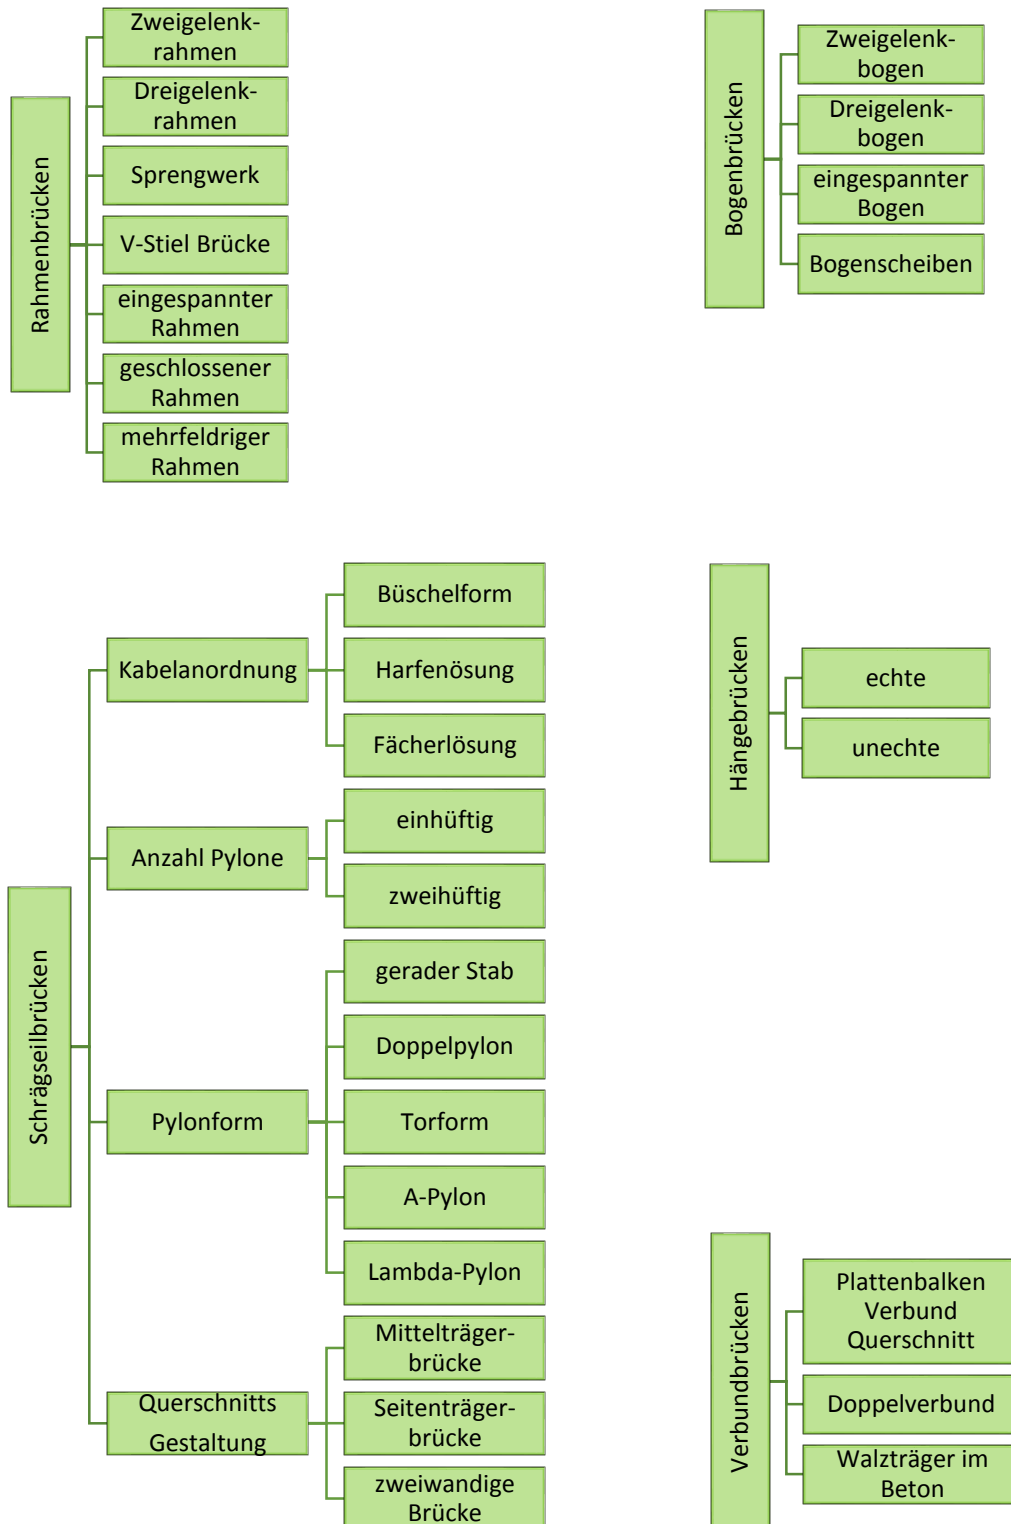 Rahmenbrücken
Zweigelenk-
rahmen
Dreigelenk-
rahmen
Sprengwerk
V-Stiel Brücke
eingespannter
Rahmen
geschlossener
Rahmen
mehrfeldriger
Rahmen
Bogenbrücken
Zweigelenk-
bogen
Dreigelenk-
bogen
eingespannter
Bogen
Bogenscheiben
Schrägseilbrücken
Kabelanordnung
Büschelform
Harfenösung
Fächerlösung
Anzahl Pylone
einhüftig
zweihüftig
Pylonform
gerader Stab
Doppelpylon
Torform
A-Pylon
Lambda-Pylon
Querschnitts
Gestaltung
Mittelträger-
brücke
Seitenträger-
brücke
zweiwandige
Brücke
Hängebrücken
echte
unechte
Verbundbrücken
Plattenbalken
Verbund
Querschnitt
Doppelverbund
Walzträger im
Beton